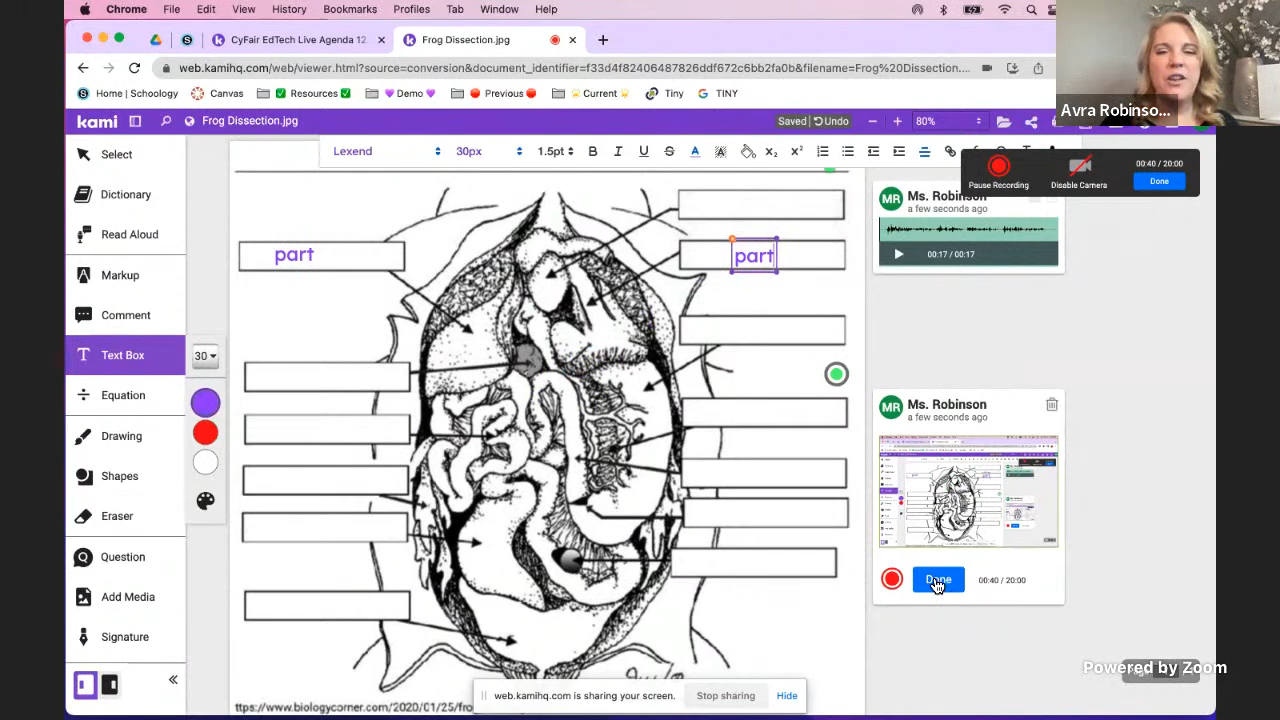 Chrome File Edit View History Bookmarks Profiles Tab Window Help
CyFair EdTech Live Agenda 12
Frog Dissection.jpg
web.kamihq.com/web/viewer.html?source=conversion&document_identifier=f33d4f82406487826ddf672c6bb2fa0b&filename=Frog%20Dissection....
Home | Schoology Canvas Resources Demo Previous Current Tiny TINY
Avra Robinso...
kami Frog Dissection.jpg Saved Undo 80%
Lexend 30px 1.5pt B I U S A A X₂ X²
Pause Recording Disable Camera 00:40 / 20:00
Done
Select
Dictionary
Read Aloud
Markup
Comment
Text Box
Equation
Drawing
Shapes
Eraser
Question
Add Media
Signature
30
part
part
MR Ms. Robinson
a few seconds ago
00:17 / 00:17
MR Ms. Robinson
a few seconds ago
Done 00:40 / 20:00
web.kamihq.com is sharing your screen. Stop sharing Hide
ttps://www.biologycorner.com/2020/01/25/fro
Powered by Zoom